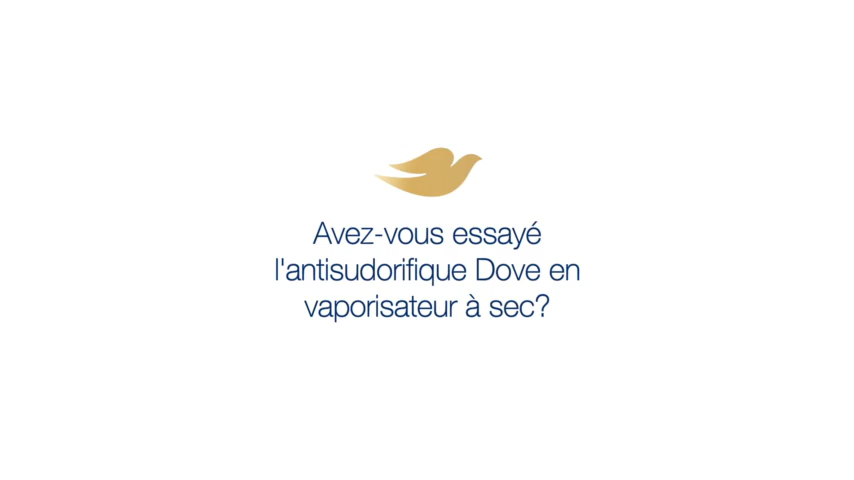 Avez-vous essayé
l'antisudorifique Dove en
vaporisateur à sec?